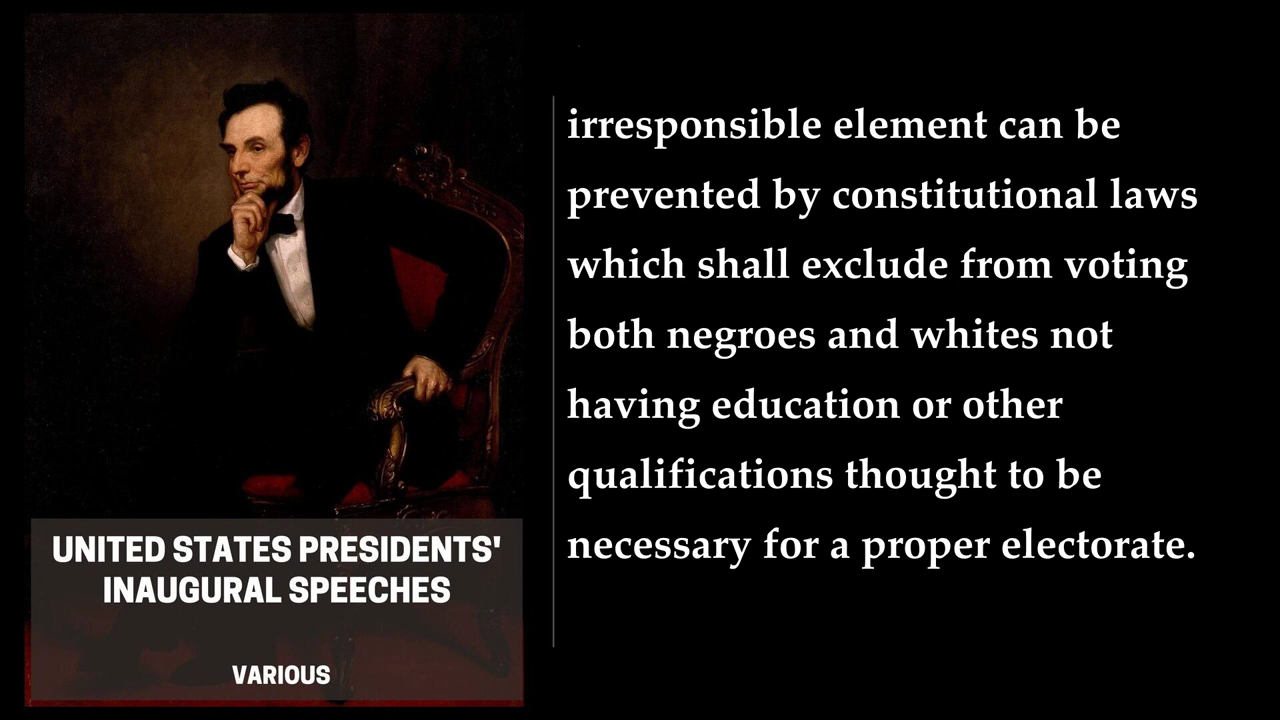 irresponsible element can be
prevented by constitutional laws
which shall exclude from voting
both negroes and whites not
having education or other
qualifications thought to be
necessary for a proper electorate.
UNITED STATES PRESIDENTS'
INAUGURAL SPEECHES
VARIOUS